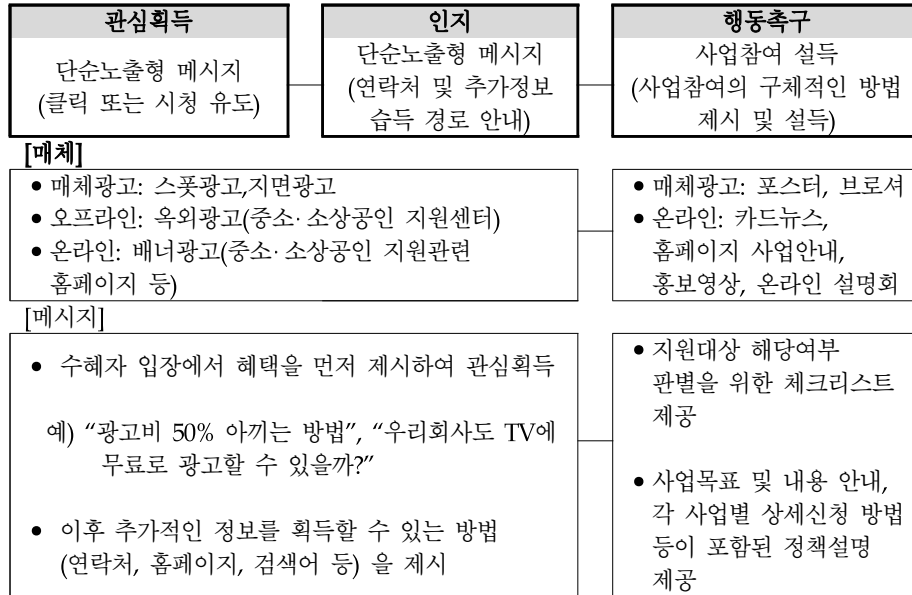 관심획득
단순노출형 메시지
(클릭 또는 시청 유도)
인지
단순노출형 메시지
(연락처 및 추가정보
습득 경로 안내)
행동촉구
사업참여 설득
(사업참여의 구체적인 방법
제시 및 설득)
[매체]
• 매체광고: 스폿광고,지면광고
• 오프라인: 옥외광고(중소·소상공인 지원센터)
• 온라인: 배너광고(중소·소상공인 지원관련
홈페이지 등)
• 매체광고: 포스터, 브로셔
• 온라인: 카드뉴스,
홈페이지 사업안내,
홍보영상, 온라인 설명회
[메시지]
• 수혜자 입장에서 혜택을 먼저 제시하여 관심획득
예) “광고비 50% 아끼는 방법”, “우리회사도 TV에
무료로 광고할 수 있을까?”
• 이후 추가적인 정보를 획득할 수 있는 방법
(연락처, 홈페이지, 검색어 등) 을 제시
• 지원대상 해당여부
판별을 위한 체크리스트
제공
• 사업목표 및 내용 안내,
각 사업별 상세신청 방법
등이 포함된 정책설명
제공